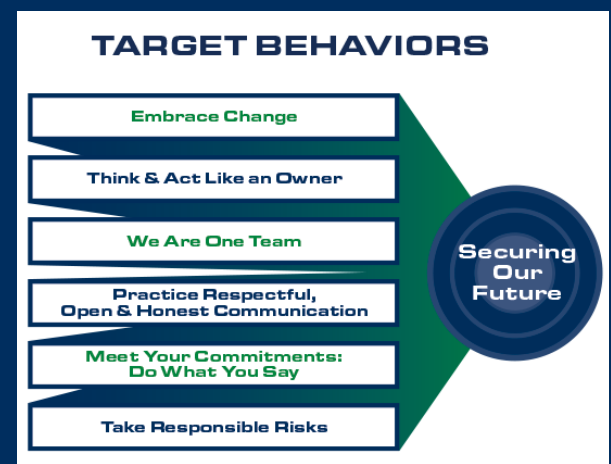 TARGET BEHAVIORS
Embrace Change
Think & Act Like an Owner
We Are One Team
Practice Respectful,
Open & Honest Communication
Meet Your Commitments:
Do What You Say
Take Responsible Risks
Securing
Our
Future